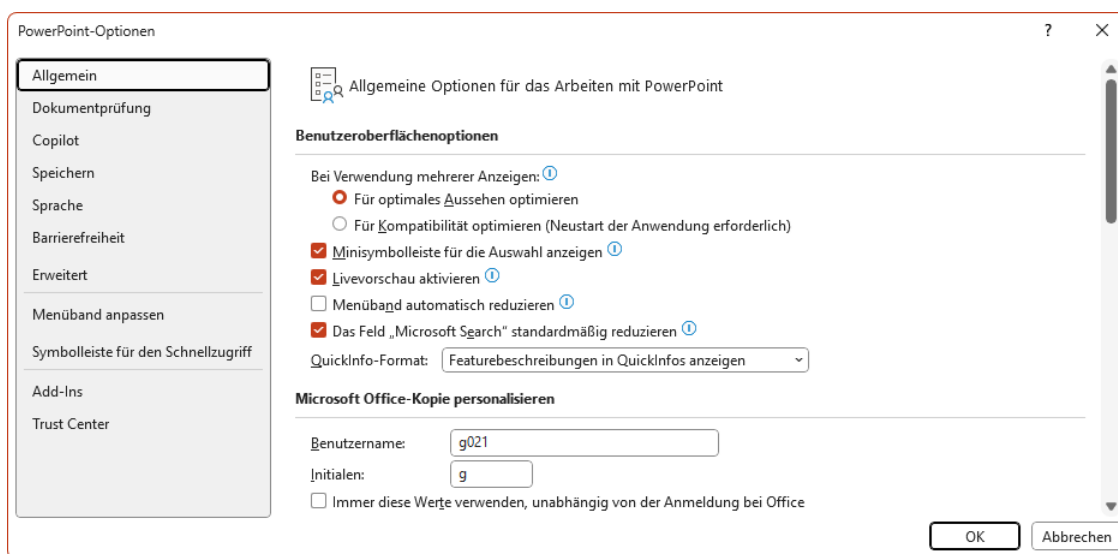 PowerPoint-Optionen
?
Allgemein
Dokumentprüfung
Copilot
Speichern
Sprache
Barrierefreiheit
Erweitert
Menüband anpassen
Symbolleiste für den Schnellzugriff
Add-Ins
Trust Center
Allgemeine Optionen für das Arbeiten mit PowerPoint
Benutzeroberflächenoptionen
Bei Verwendung mehrerer Anzeigen:
Für optimales Aussehen optimieren
Für Kompatibilität optimieren (Neustart der Anwendung erforderlich)
Minisymbolleiste für die Auswahl anzeigen
Livevorschau aktivieren
Menüband automatisch reduzieren
Das Feld „Microsoft Search“ standardmäßig reduzieren
QuickInfo-Format: Featurebeschreibungen in QuickInfos anzeigen
Microsoft Office-Kopie personalisieren
Benutzername: g021
Initialen: g
Immer diese Werte verwenden, unabhängig von der Anmeldung bei Office
OK Abbrechen